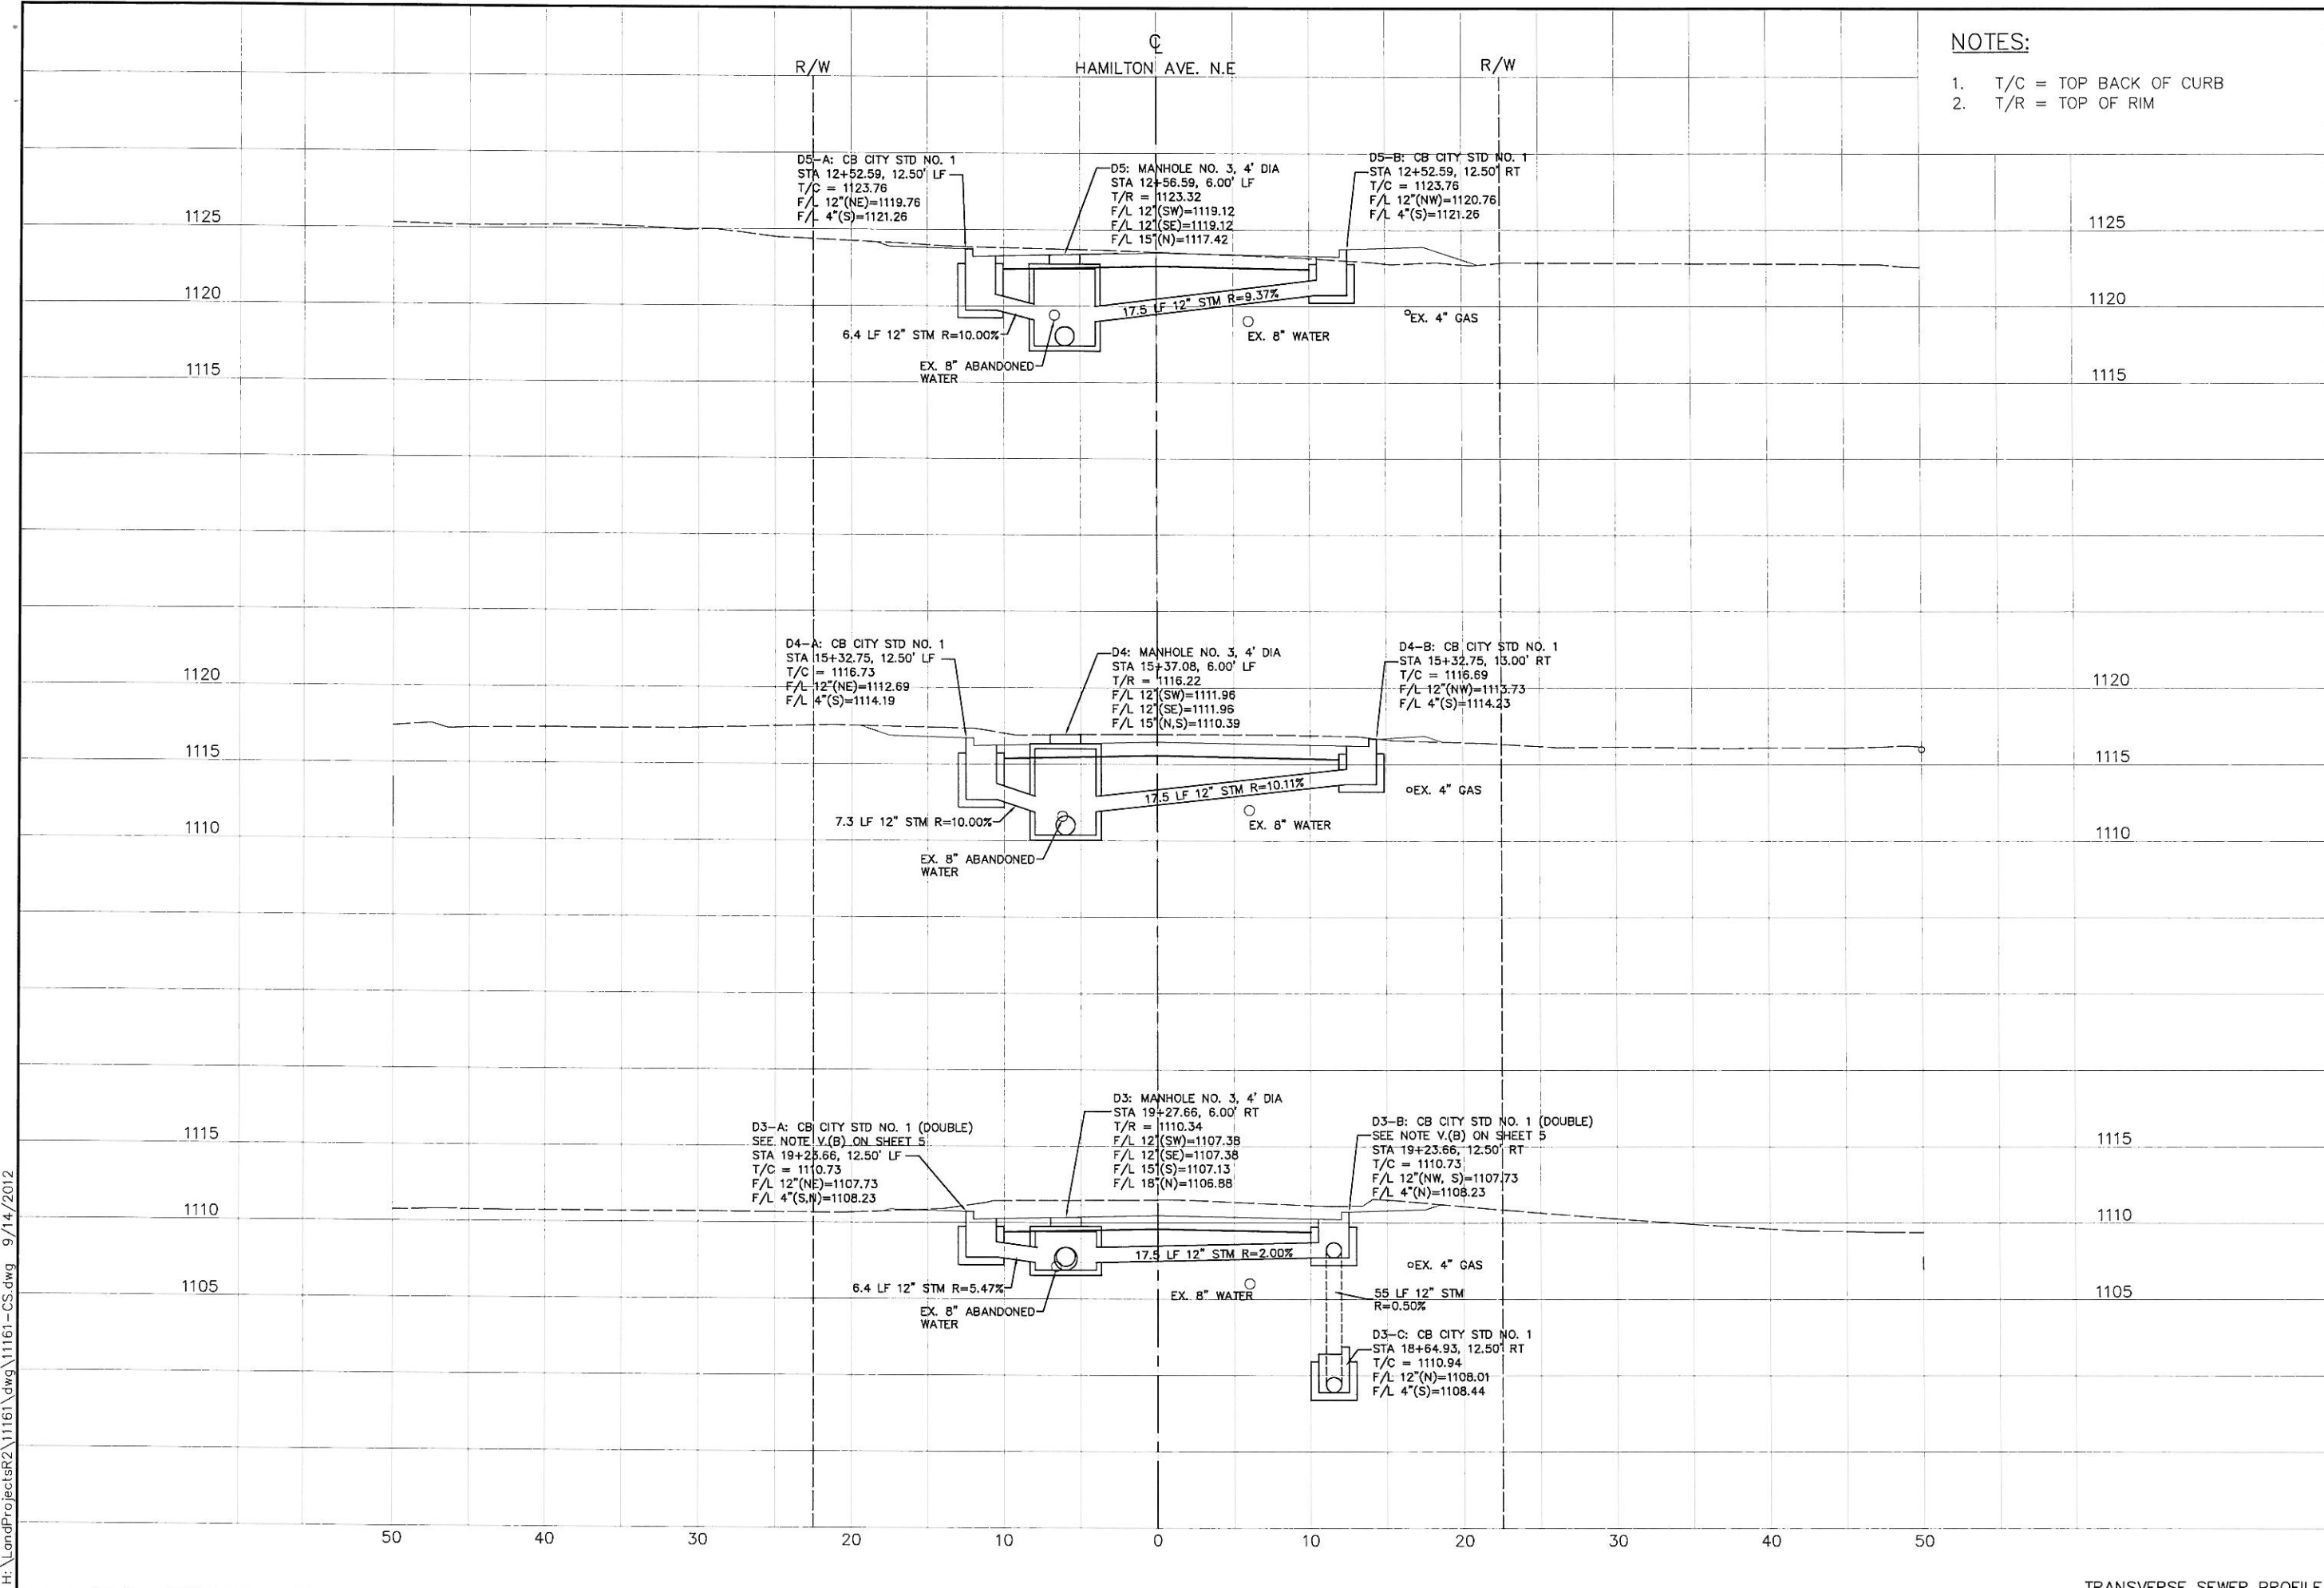 NOTES:
1. T/C = TOP BACK OF CURB
2. T/R = TOP OF RIM
℄
HAMILTON AVE. N.E
R/W
R/W
D5-A: CB CITY STD NO. 1
STA 12+52.59, 12.50' LF
T/C = 1123.76
F/L 12"(NE)=1119.76
F/L 4"(S)=1121.26
D5: MANHOLE NO. 3, 4' DIA
STA 12+56.59, 6.00' LF
T/R = 1123.32
F/L 12"(SW)=1119.12
F/L 12"(SE)=1119.12
F/L 15"(N)=1117.42
D5-B: CB CITY STD NO. 1
STA 12+52.59, 12.50' RT
T/C = 1123.76
F/L 12"(NW)=1120.76
F/L 4"(S)=1121.26
1125
1125
1120
1120
1115
1115
17.5 LF 12" STM R=9.37%
6.4 LF 12" STM R=10.00%
EX. 8" ABANDONED
WATER
EX. 8" WATER
EX. 4" GAS
D4-A: CB CITY STD NO. 1
STA 15+32.75, 12.50' LF
T/C = 1116.73
F/L 12"(NE)=1112.69
F/L 4"(S)=1114.19
D4: MANHOLE NO. 3, 4' DIA
STA 15+37.08, 6.00' LF
T/R = 1116.22
F/L 12"(SW)=1111.96
F/L 12"(SE)=1111.96
F/L 15"(N,S)=1110.39
D4-B: CB CITY STD NO. 1
STA 15+32.75, 13.00' RT
T/C = 1116.69
F/L 12"(NW)=1113.73
F/L 4"(S)=1114.23
1120
1120
1115
1115
1110
1110
17.5 LF 12" STM R=10.11%
7.3 LF 12" STM R=10.00%
EX. 8" ABANDONED
WATER
EX. 8" WATER
EX. 4" GAS
D3-A: CB CITY STD NO. 1 (DOUBLE)
SEE NOTE V.(B) ON SHEET 5
STA 19+23.66, 12.50' LF
T/C = 1110.73
F/L 12"(NE)=1107.73
F/L 4"(S,N)=1108.23
D3: MANHOLE NO. 3, 4' DIA
STA 19+27.66, 6.00' RT
T/R = 1110.34
F/L 12"(SW)=1107.38
F/L 12"(SE)=1107.38
F/L 15"(S)=1107.13
F/L 18"(N)=1106.88
D3-B: CB CITY STD NO. 1 (DOUBLE)
SEE NOTE V.(B) ON SHEET 5
STA 19+23.66, 12.50' RT
T/C = 1110.73
F/L 12"(NW, S)=1107.73
F/L 4"(N)=1108.23
1115
1115
1110
1110
1105
1105
17.5 LF 12" STM R=2.00%
6.4 LF 12" STM R=5.47%
EX. 8" ABANDONED
WATER
EX. 8" WATER
EX. 4" GAS
55 LF 12" STM
R=0.50%
D3-C: CB CITY STD NO. 1
STA 18+64.93, 12.50' RT
T/C = 1110.94
F/L 12"(N)=1108.01
F/L 4"(S)=1108.44
50 40 30 20 10 0 10 20 30 40 50
TRANSVERSE SEWER PROFILE
H:\LandProjectsR2\11161\dwg\11161-CS.dwg 9/14/2012